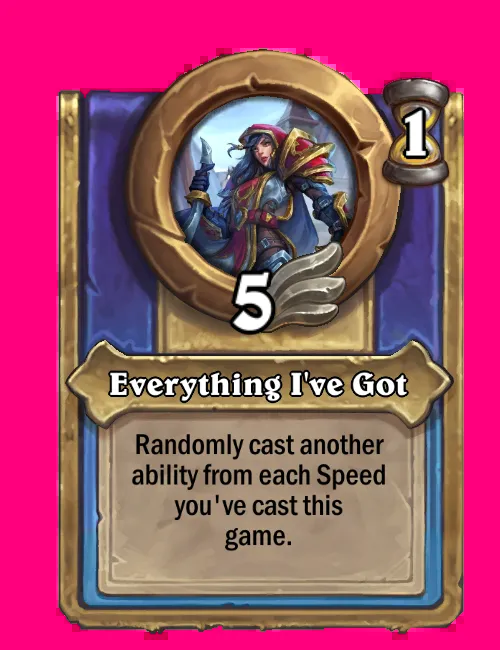 1
5
Everything I've Got
Randomly cast another
ability from each Speed
you've cast this
game.